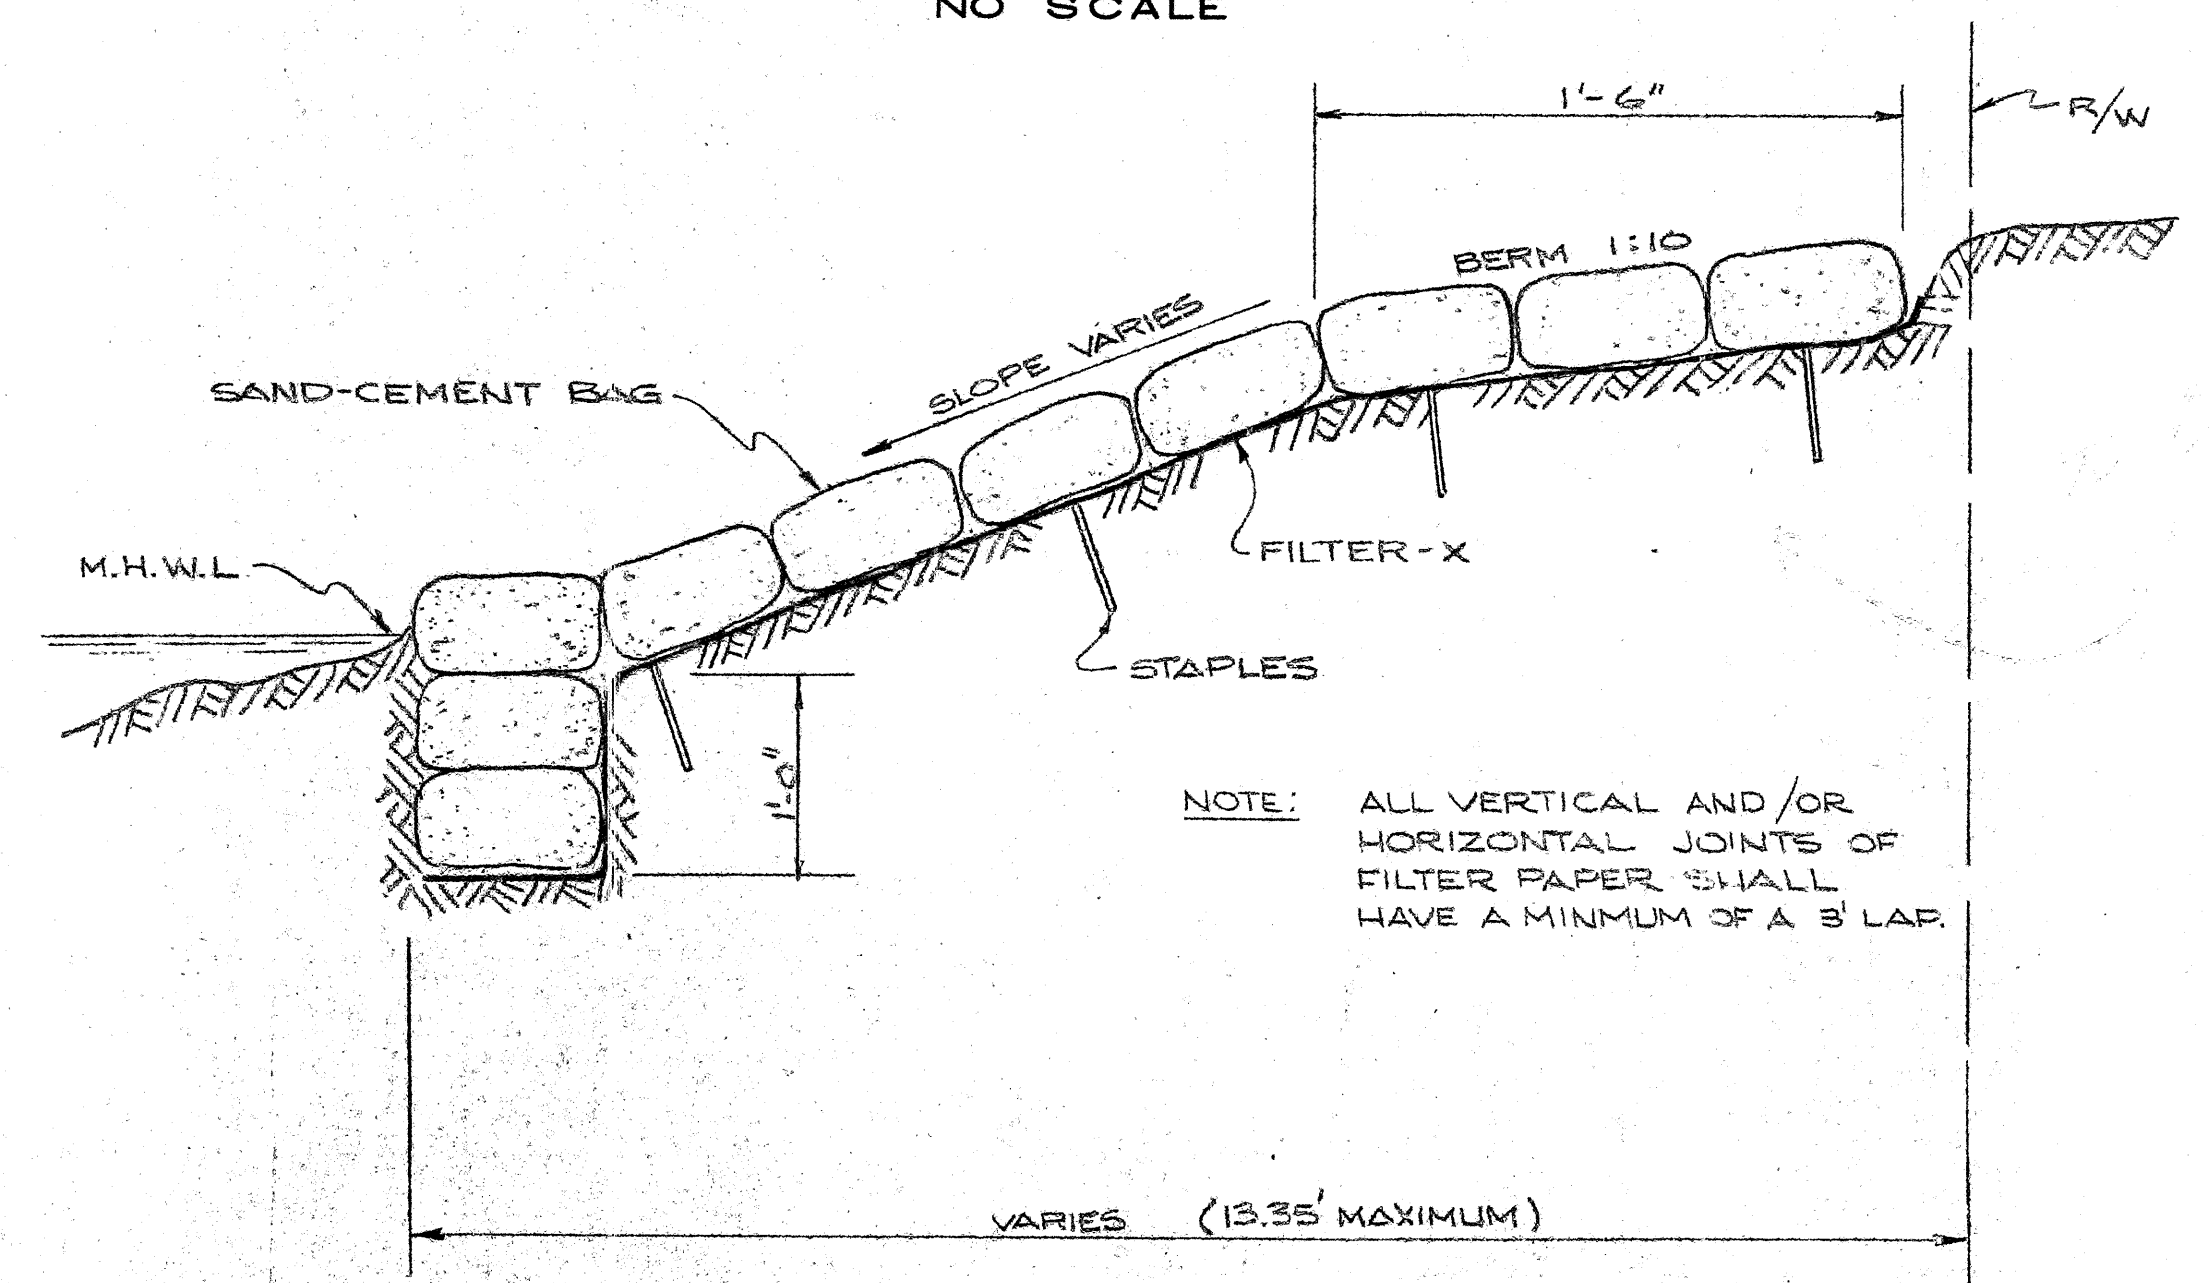 NO SCALE
1'-6"
R/W
BERM 1:10
SLOPE VARIES
SAND-CEMENT BAG
M.H.W.L
FILTER-X
STAPLES
1'-0"
NOTE: ALL VERTICAL AND/OR
HORIZONTAL JOINTS OF
FILTER PAPER SHALL
HAVE A MINMUM OF A 3' LAP.
VARIES (13.35' MAXIMUM)